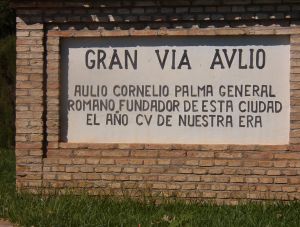 GRAN VIA AVLIO
AULIO CORNELIO PALMA GENERAL
ROMANO FUNDADOR DE ESTA CIUDAD
EL AÑO CV DE NUESTRA ERA